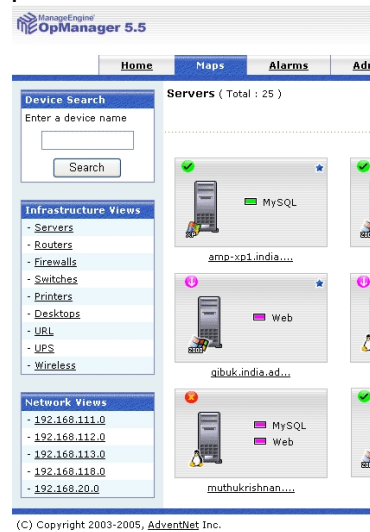 ManageEngine
OpManager 5.5
Home
Maps
Alarms
Device Search
Enter a device name
Search
Infrastructure Views
- Servers
- Routers
- Firewalls
- Switches
- Printers
- Desktops
- URL
- UPS
- Wireless
Network Views
- 192.168.111.0
- 192.168.112.0
- 192.168.113.0
- 192.168.118.0
- 192.168.20.0
Servers ( Total : 25 )
MySQL
amp-xp1.india....
Web
gibuk.india.ad...
MySQL
Web
muthukrishnan....
(C) Copyright 2003-2005, AdventNet Inc.